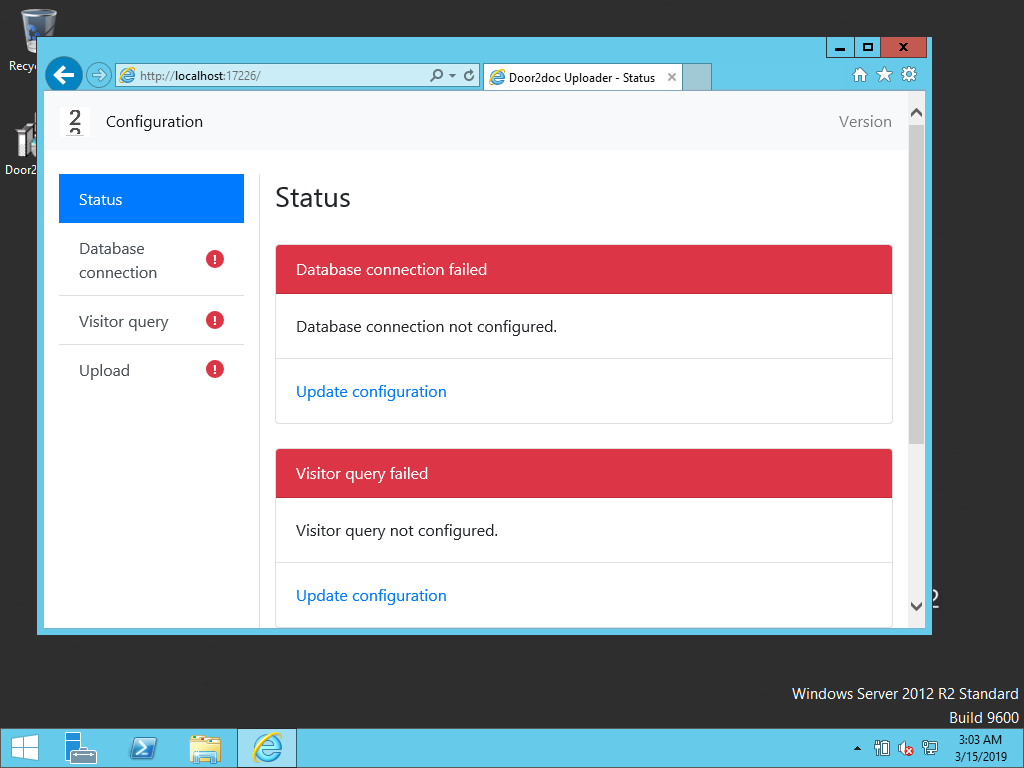 Recy
Door2
http://localhost:17226/
Door2doc Uploader - Status
2
Configuration
Version
Status
Database
connection
Visitor query
Upload
Status
Database connection failed
Database connection not configured.
Update configuration
Visitor query failed
Visitor query not configured.
Update configuration
2
Windows Server 2012 R2 Standard
Build 9600
3:03 AM
3/15/2019